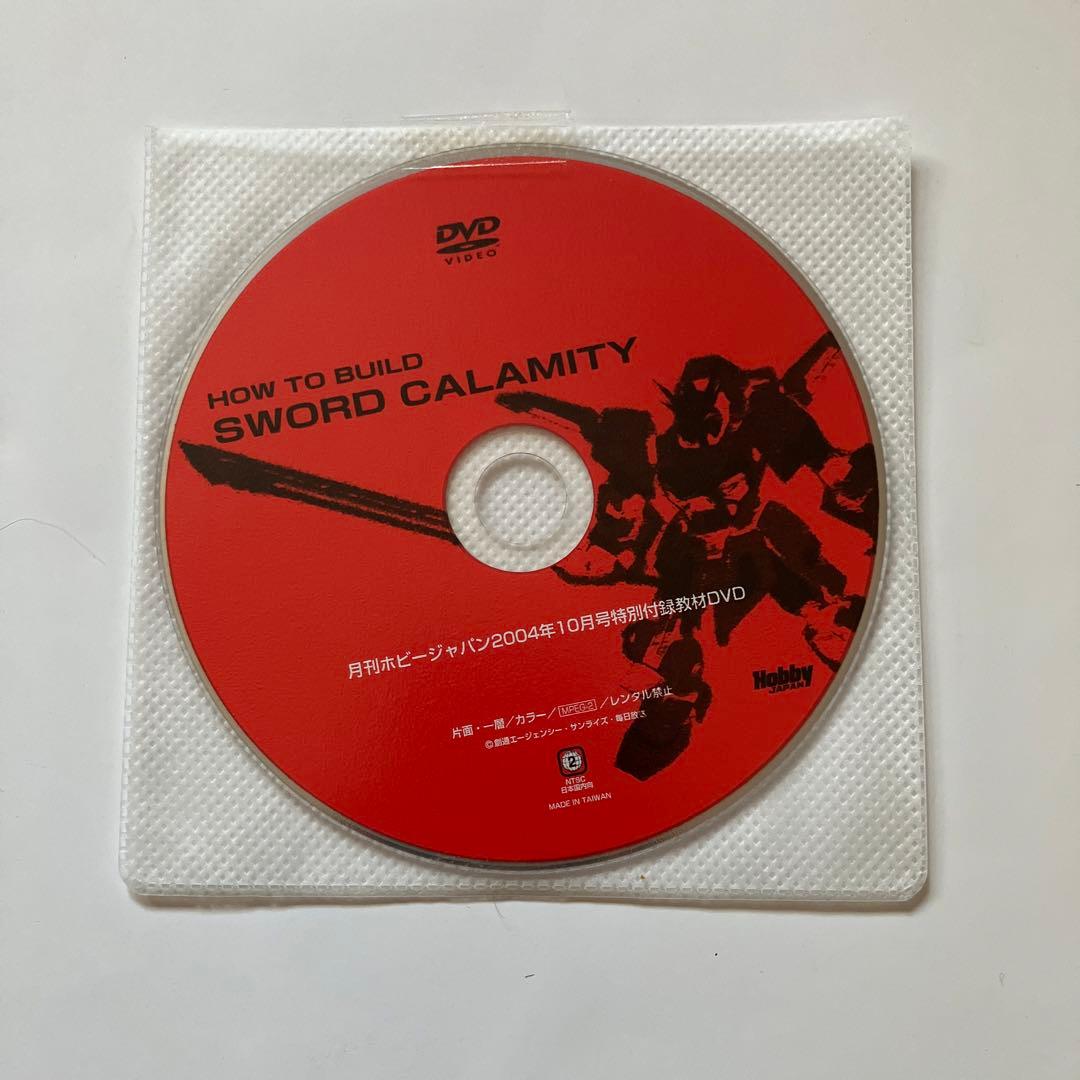 DVD
VIDEO
HOW TO BUILD
SWORD CALAMITY
月刊ホビージャパン2004年10月号特別付録教材DVD
Hobby
JAPAN
片面・一層/カラー/MPEG-2/レンタル禁止
©創通エージェンシー・サンライズ・毎日放送
2
NTSC
日本国内向
MADE IN TAIWAN